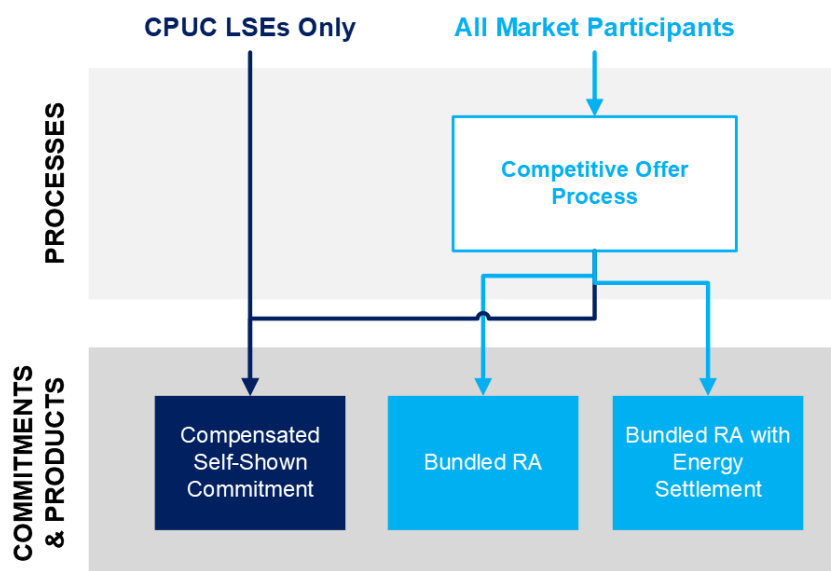 CPUC LSEs Only
All Market Participants
PROCESSES
Competitive Offer
Process
COMMITMENTS
& PRODUCTS
Compensated
Self-Shown
Commitment
Bundled RA
Bundled RA with
Energy
Settlement